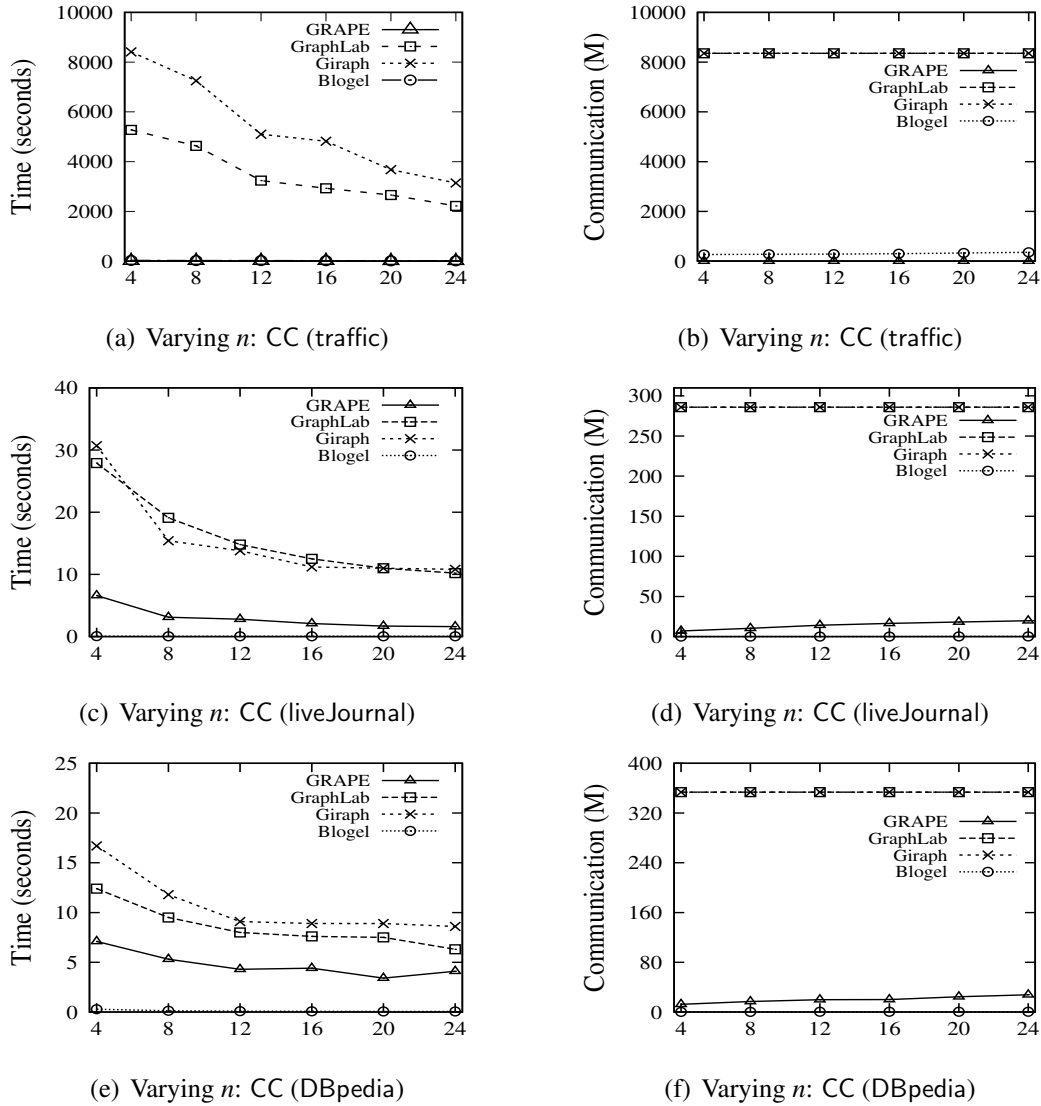 10000
8000
6000
4000
2000
0
Time (seconds)
GRAPE
GraphLab
Giraph
Blogel
4 8 12 16 20 24
(a) Varying n: CC (traffic)
10000
8000
6000
4000
2000
0
Communication (M)
GRAPE
GraphLab
Giraph
Blogel
4 8 12 16 20 24
(b) Varying n: CC (traffic)
40
30
20
10
0
Time (seconds)
GRAPE
GraphLab
Giraph
Blogel
4 8 12 16 20 24
(c) Varying n: CC (liveJournal)
300
250
200
150
100
50
0
Communication (M)
GRAPE
GraphLab
Giraph
Blogel
4 8 12 16 20 24
(d) Varying n: CC (liveJournal)
25
20
15
10
5
0
Time (seconds)
GRAPE
GraphLab
Giraph
Blogel
4 8 12 16 20 24
(e) Varying n: CC (DBpedia)
400
320
240
360
80
0
Communication (M)
GRAPE
GraphLab
Giraph
Blogel
4 8 12 16 20 24
(f) Varying n: CC (DBpedia)